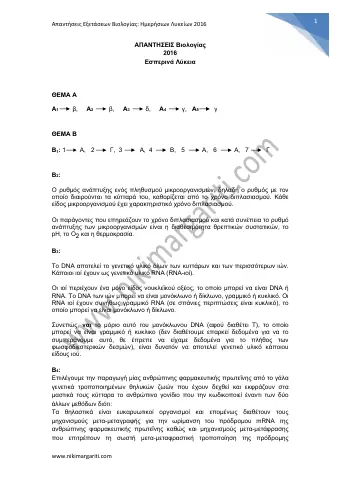 Απαντήσεις Εξετάσεων Βιολογίας: Ημερήσιων Λυκείων 2016
1
ΑΠΑΝΤΗΣΕΙΣ Βιολογίας
2016
Εσπερινά Λύκεια
ΘΕΜΑ Α
Α1 → β, Α2 → β, Α3 → δ, Α4 → γ, Α5 → γ
ΘΕΜΑ Β
Β1: 1 → Α, 2 → Γ, 3 → Α, 4 → Β, 5 → Α, 6 → Α, 7 → Γ
Β2:
Ο ρυθμός ανάπτυξης ενός πληθυσμού μικροοργανισμών, δηλαδή ο ρυθμός με τον
οποίο διαιρούνται τα κύτταρά του, καθορίζεται από το χρόνο διπλασιασμού. Κάθε
είδος μικροοργανισμού έχει χαρακτηριστικό χρόνο διπλασιασμού.
Οι παράγοντες που επηρεάζουν το χρόνο διπλασιασμού και κατά συνέπεια το ρυθμό
ανάπτυξης των μικροοργανισμών είναι η διαθεσιμότητα θρεπτικών συστατικών, το
pH, το O2 και η θερμοκρασία.
Β3:
Το DNA αποτελεί το γενετικό υλικό όλων των κυττάρων και των περισσότερων ιών.
Κάποιοι ιοί έχουν ως γενετικό υλικό RNA (RNA-ιοί).
Οι ιοί περιέχουν ένα μόνο είδος νουκλεϊκού οξέος, το οποίο μπορεί να είναι DNA ή
RNA. Το DNA των ιών μπορεί να είναι μονόκλωνο ή δίκλωνο, γραμμικό ή κυκλικό. Οι
RNA ιοί έχουν συνήθως γραμμικό RNA (σε σπάνιες περιπτώσεις είναι κυκλικό), το
οποίο μπορεί να είναι μονόκλωνο ή δίκλωνο.
Συνεπώς και το μόριο αυτό του μονόκλωνου DNA (αφού διαθέτει Τ), το οποίο
μπορεί να είναι γραμμικό ή κυκλικό (δεν διαθέτουμε επαρκεί δεδομένα για να το
συμπεράνουμε αυτό, θα έπρεπε να είχαμε δεδομένα για το πλήθος των
φωσφοδιεστερικών δεσμών), είναι δυνατόν να αποτελεί γενετικό υλικό κάποιου
είδους ιού.
Β4:
Επιλέγουμε την παραγωγή μίας ανθρώπινης φαρμακευτικής πρωτεΐνης από το γάλα
γενετικά τροποποιημένων θηλυκών ζωών που έχουν δεχθεί και εκφράζουν στα
μαστικά τους κύτταρα το ανθρώπινο γονίδιο που την κωδικοποιεί έναντι των δύο
άλλων μεθόδων διότι:
Τα θηλαστικά είναι ευκαρυωτικοί οργανισμοί και επομένως διαθέτουν τους
μηχανισμούς μετα-μεταγραφής για την ωρίμανση του πρόδρομου mRNA της
ανθρώπινης φαρμακευτικής πρωτεΐνης καθώς και μηχανισμούς μετα-μετάφρασης
που επιτρέπουν τη σωστή μετα-μεταφραστική τροποποίηση της πρόδρομης
www.nikimargariti.com
www.nikimargariti.com